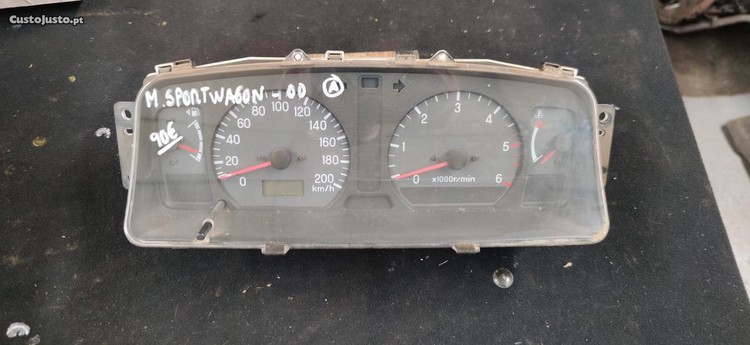 CustoJusto.pt
M. SPORTWAGON - 00 A
90€
0 20 40 60 80 100 120 140 160 180 200
km/h
0 1 2 3 4 5 6
x1000r/min